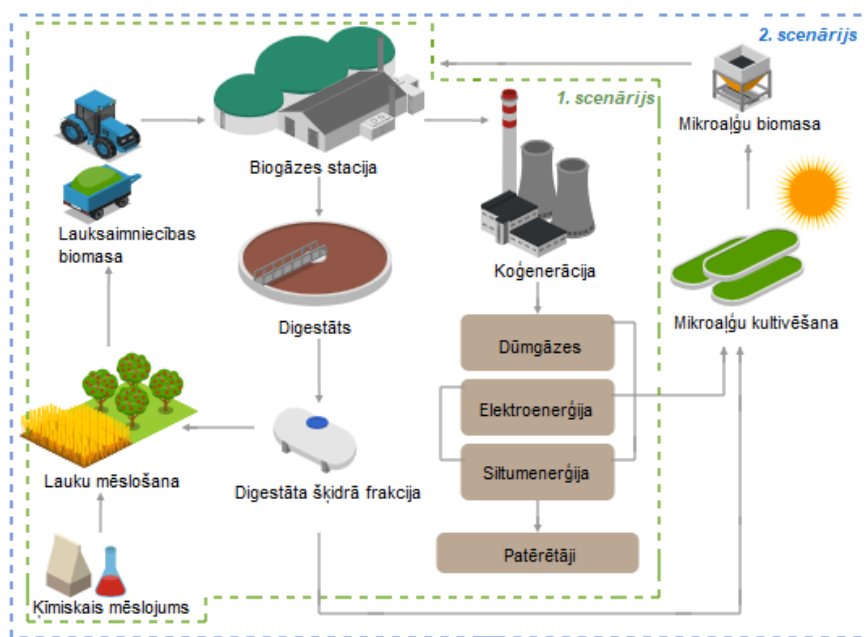 2. scenārijs
1. scenārijs
Mikroaļģu biomasa
Biogāzes stacija
Lauksaimniecības
biomasa
Koģenerācija
Mikroaļģu kultivēšana
Digestāts
Dūmgāzes
Elektroenerģija
Siltumenerģija
Lauku mēslošana
Digestāta šķidrā frakcija
Patērētāji
Ķīmiskais mēslojums